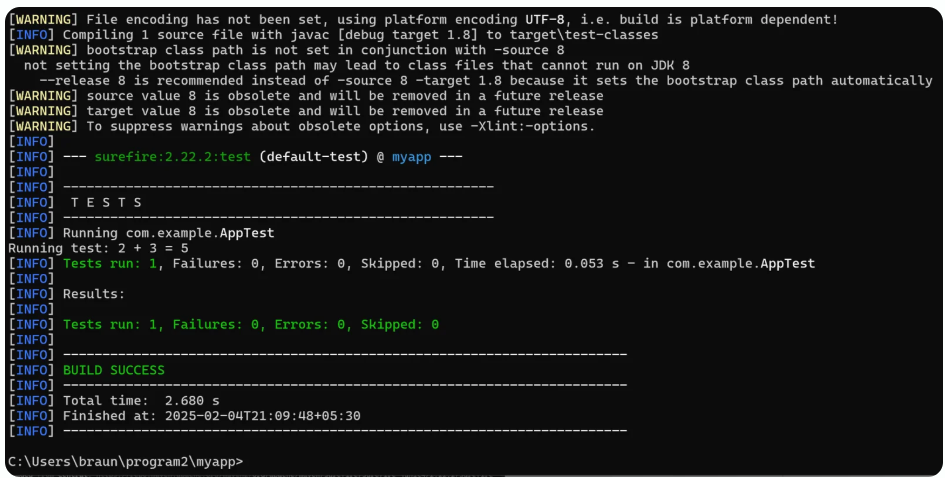 [WARNING] File encoding has not been set, using platform encoding UTF-8, i.e. build is platform dependent!
[INFO] Compiling 1 source file with javac [debug target 1.8] to target\test-classes
[WARNING] bootstrap class path is not set in conjunction with -source 8
  not setting the bootstrap class path may lead to class files that cannot run on JDK 8
    --release 8 is recommended instead of -source 8 -target 1.8 because it sets the bootstrap class path automatically
[WARNING] source value 8 is obsolete and will be removed in a future release
[WARNING] target value 8 is obsolete and will be removed in a future release
[WARNING] To suppress warnings about obsolete options, use -Xlint:-options.
[INFO]
[INFO] --- surefire:2.22.2:test (default-test) @ myapp ---
[INFO]
[INFO] -------------------------------------------------------
[INFO]  T E S T S
[INFO] -------------------------------------------------------
[INFO] Running com.example.AppTest
Running test: 2 + 3 = 5
[INFO] Tests run: 1, Failures: 0, Errors: 0, Skipped: 0, Time elapsed: 0.053 s - in com.example.AppTest
[INFO]
[INFO] Results:
[INFO]
[INFO] Tests run: 1, Failures: 0, Errors: 0, Skipped: 0
[INFO]
[INFO] ------------------------------------------------------------------------
[INFO] BUILD SUCCESS
[INFO] ------------------------------------------------------------------------
[INFO] Total time:  2.680 s
[INFO] Finished at: 2025-02-04T21:09:48+05:30
[INFO] ------------------------------------------------------------------------
C:\Users\braun\program2\myapp>